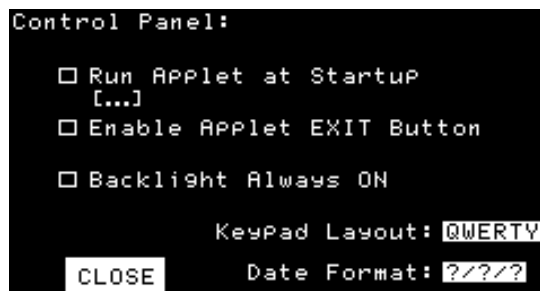 Control Panel:
Run Applet at Startup
[...]
Enable Applet EXIT Button
Backlight Always ON
Keypad Layout: QWERTY
CLOSE Date Format: ?/?/?